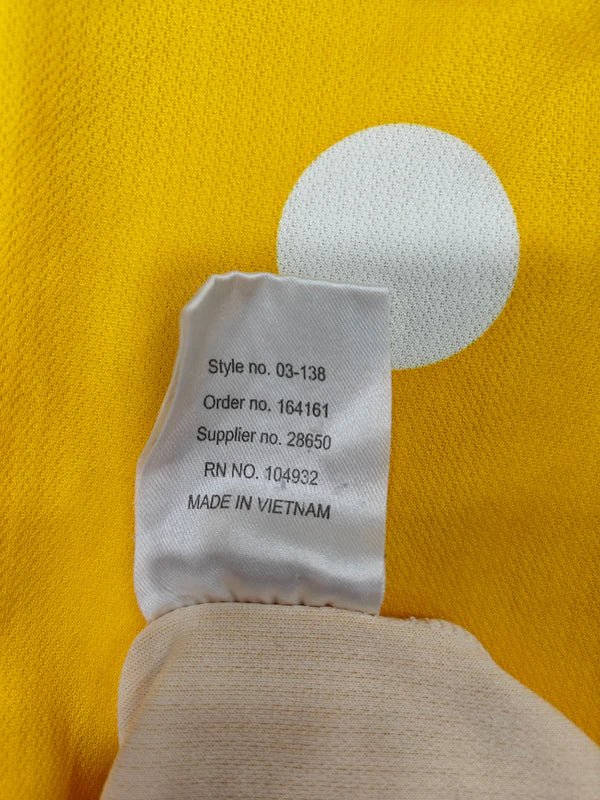 Style no. 03-138
Order no. 164161
Supplier no. 28650
RN NO. 104932
MADE IN VIETNAM